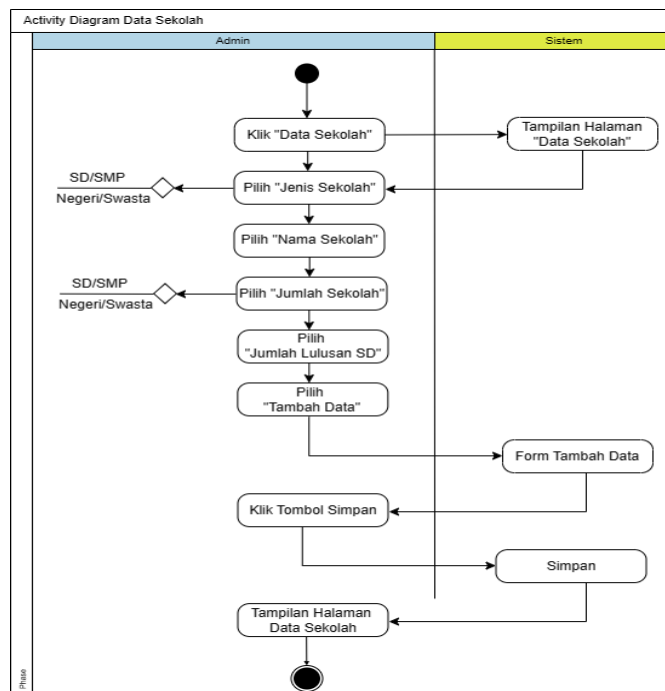 Activity Diagram Data Sekolah
Admin
Sistem
Klik "Data Sekolah"
Tampilan Halaman
"Data Sekolah"
SD/SMP
Negeri/Swasta
Pilih "Jenis Sekolah"
Pilih "Nama Sekolah"
SD/SMP
Negeri/Swasta
Pilih "Jumlah Sekolah"
Pilih
"Jumlah Lulusan SD"
Pilih
"Tambah Data"
Form Tambah Data
Klik Tombol Simpan
Simpan
Tampilan Halaman
Data Sekolah
Phase